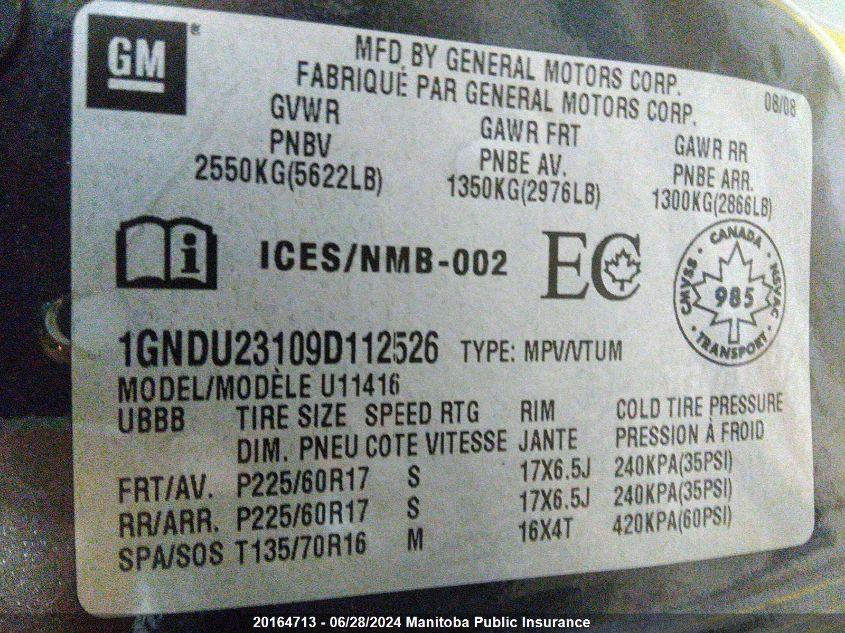 GM ®
MFD BY GENERAL MOTORS CORP.
FABRIQUÉ PAR GENERAL MOTORS CORP.
08/08
GVWR GAWR FRT GAWR RR
PNBV PNBE AV. PNBE ARR.
2550KG(5622LB) 1350KG(2976LB) 1300KG(2866LB)
i ICES/NMB-002 EC
CANADA
CMVSS 985 NSVAC
TRANSPORT
1GNDU23109D112526 TYPE: MPV/VTUM
MODEL/MODÈLE U11416
UBBB TIRE SIZE SPEED RTG RIM COLD TIRE PRESSURE
DIM. PNEU COTE VITESSE JANTE PRESSION À FROID
FRT/AV. P225/60R17 S 17X6.5J 240KPA(35PSI)
RR/ARR. P225/60R17 S 17X6.5J 240KPA(35PSI)
SPA/SOS T135/70R16 M 16X4T 420KPA(60PSI)
20164713 - 06/28/2024 Manitoba Public Insurance